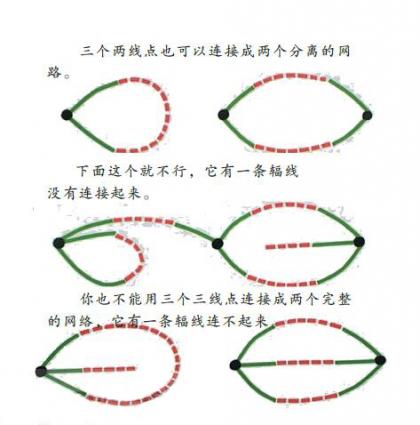 三个两线点也可以连接成两个分离的网
路。
下面这个就不行，它有一条辐线
没有连接起来。
你也不能用三个三线点连接成两个完整
的网络，它有一条辐线连不起来